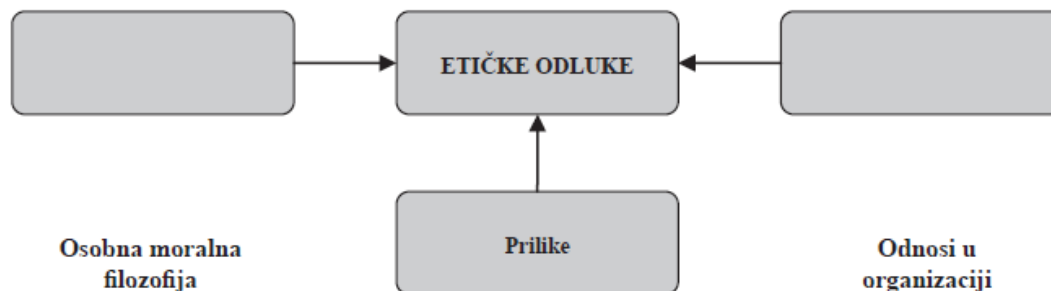 ETIČKE ODLUKE
Osobna moralna
filozofija
Prilike
Odnosi u
organizaciji